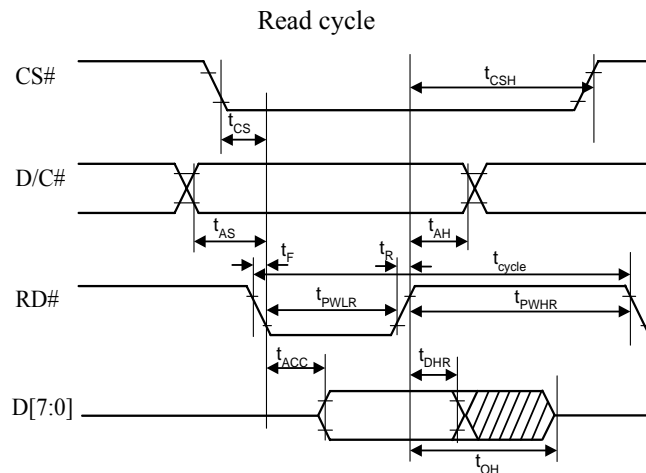 Read cycle
CS#
tCSH
tCS
D/C#
tAS
tAH
tF
tR
tcycle
RD#
tPWLR
tPWHR
tACC
tDHR
D[7:0]
tOH